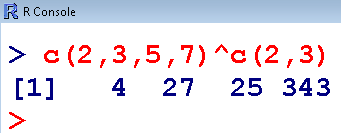 R Console
> c(2,3,5,7)^c(2,3)
[1]   4  27  25 343
>